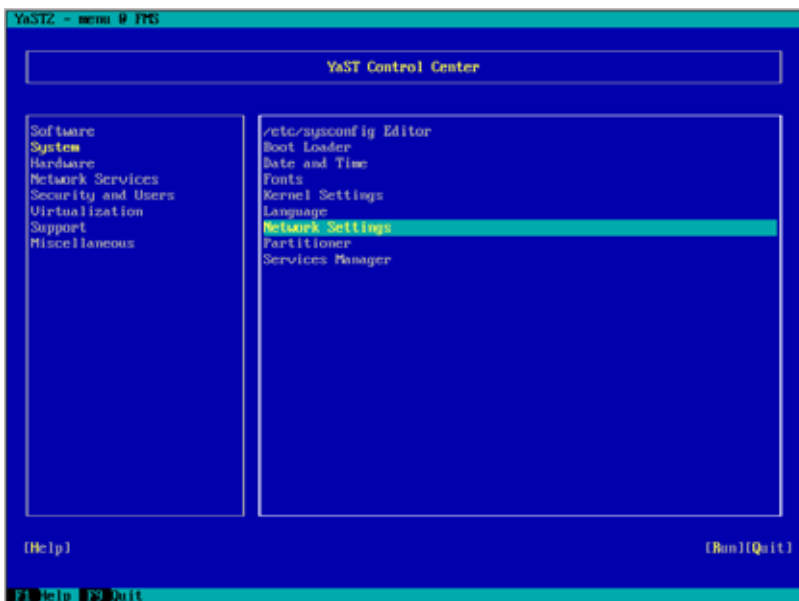 YaST2 - menu @ FMS
YaST Control Center
Software
System
Hardware
Network Services
Security and Users
Virtualization
Support
Miscellaneous
/etc/sysconfig Editor
Boot Loader
Date and Time
Fonts
Kernel Settings
Language
Network Settings
Partitioner
Services Manager
[Help]
[Run][Quit]
F1 Help F9 Quit